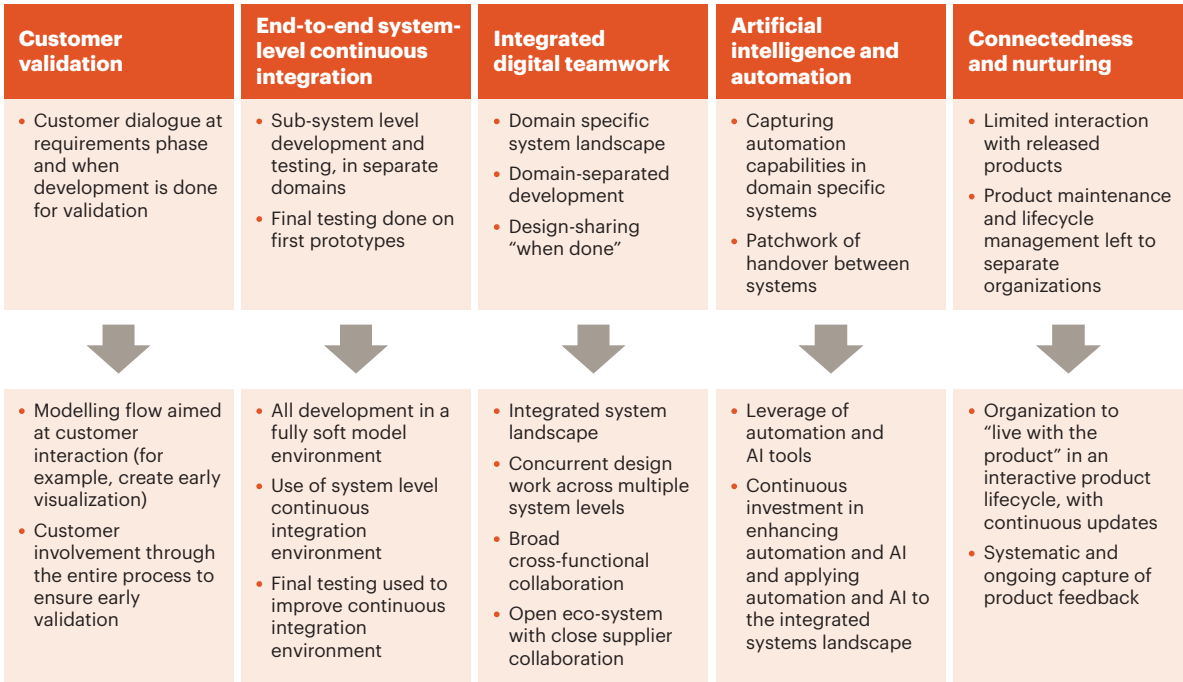 Customer
validation
End-to-end system-
level continuous
integration
Integrated
digital teamwork
Artificial
intelligence and
automation
Connectedness
and nurturing
• Customer dialogue at
requirements phase
and when
development is done
for validation
• Sub-system level
development and
testing, in separate
domains
• Final testing done on
first prototypes
• Domain specific
system landscape
• Domain-separated
development
• Design-sharing
“when done”
• Capturing
automation
capabilities in
domain specific
systems
• Patchwork of
handover between
systems
• Limited interaction
with released
products
• Product maintenance
and lifecycle
management left to
separate
organizations
• Modelling flow aimed
at customer
interaction (for
example, create early
visualization)
• Customer
involvement through
the entire process to
ensure early
validation
• All development in a
fully soft model
environment
• Use of system level
continuous
integration
environment
• Final testing used to
improve continuous
integration
environment
• Integrated system
landscape
• Concurrent design
work across multiple
system levels
• Broad
cross-functional
collaboration
• Open eco-system
with close supplier
collaboration
• Leverage of
automation and
AI tools
• Continuous
investment in
enhancing
automation and AI
and applying
automation and AI to
the integrated
systems landscape
• Organization to
“live with the
product” in an
interactive product
lifecycle, with
continuous updates
• Systematic and
ongoing capture of
product feedback